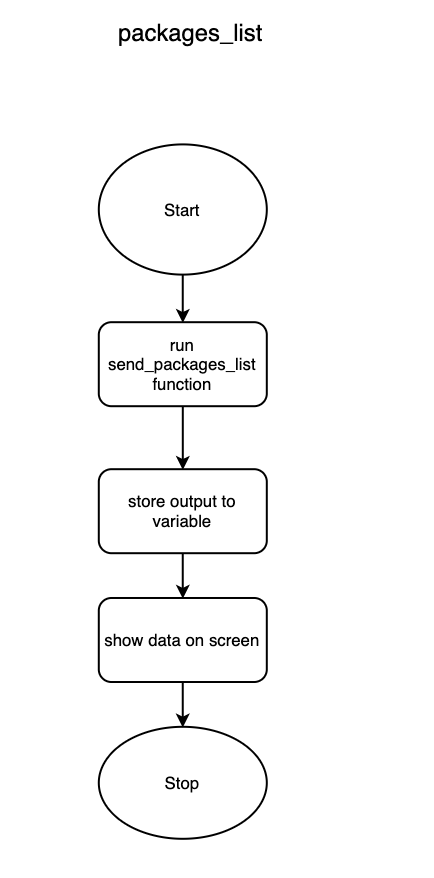 packages_list
Start
run
send_packages_list
function
store output to
variable
show data on screen
Stop